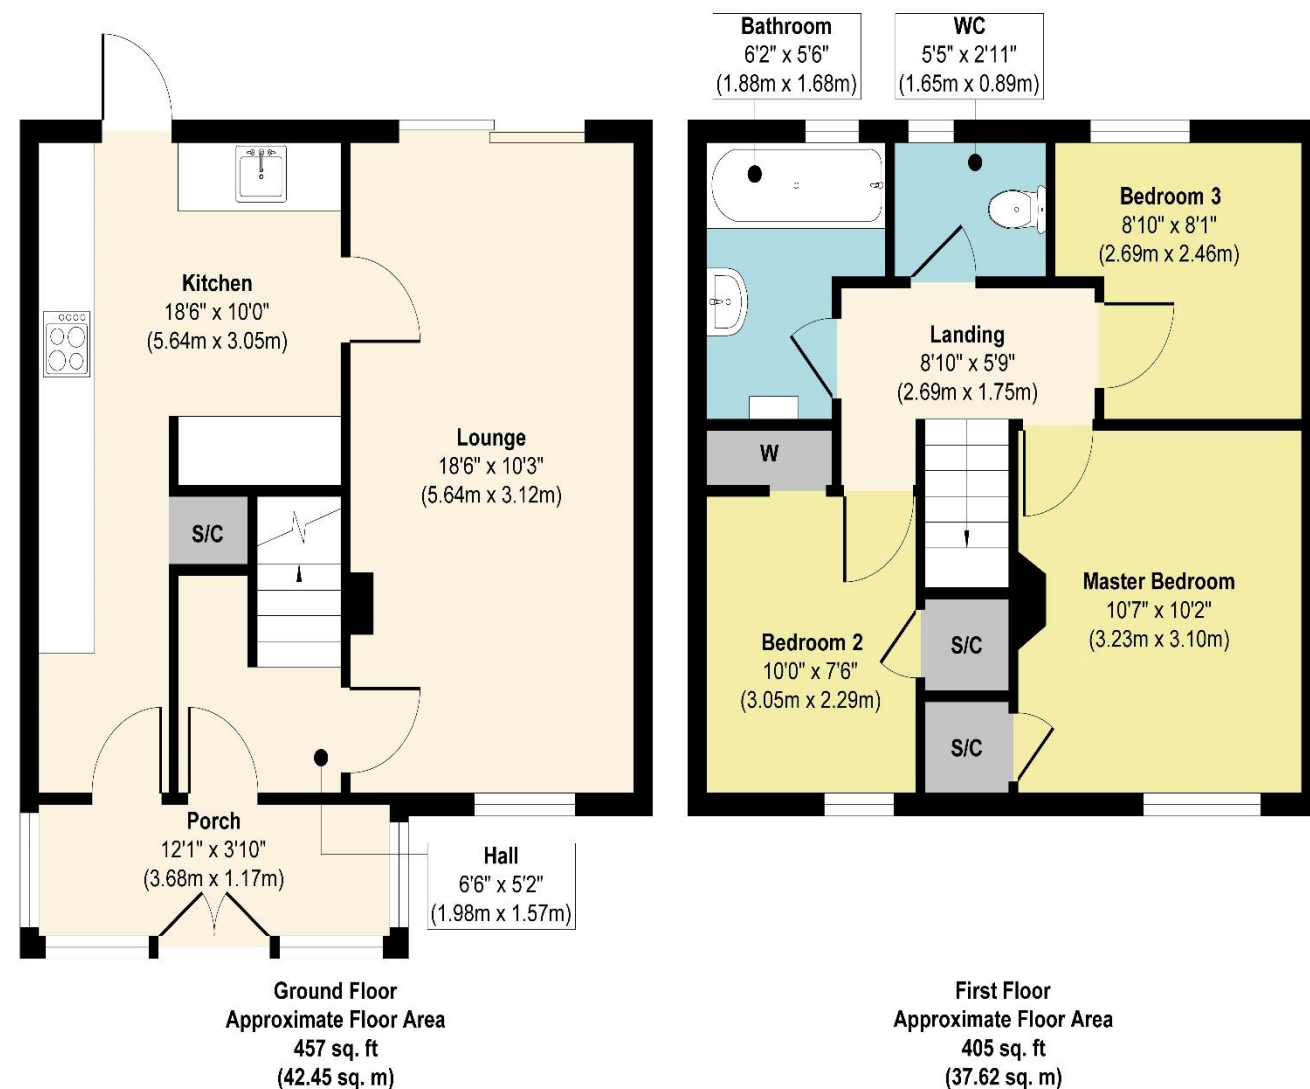 Bathroom
6'2" x 5'6"
(1.88m x 1.68m)
WC
5'5" x 2'11"
(1.65m x 0.89m)
Kitchen
18'6" x 10'0"
(5.64m x 3.05m)
Lounge
18'6" x 10'3"
(5.64m x 3.12m)
S/C
Porch
12'1" x 3'10"
(3.68m x 1.17m)
Hall
6'6" x 5'2"
(1.98m x 1.57m)
Bedroom 3
8'10" x 8'1"
(2.69m x 2.46m)
Landing
8'10" x 5'9"
(2.69m x 1.75m)
W
Bedroom 2
10'0" x 7'6"
(3.05m x 2.29m)
S/C
S/C
Master Bedroom
10'7" x 10'2"
(3.23m x 3.10m)
Ground Floor
Approximate Floor Area
457 sq. ft
(42.45 sq. m)
First Floor
Approximate Floor Area
405 sq. ft
(37.62 sq. m)